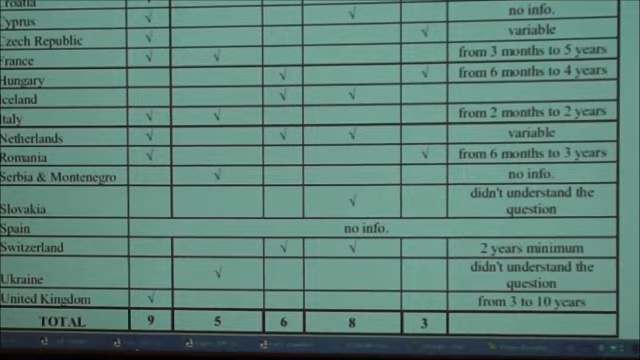 Croatia √
Cyprus √ √ no info.
Czech Republic √ √ variable
France √ √ from 3 months to 5 years
Hungary √ √ from 6 months to 4 years
Iceland √ √
Italy √ √ from 2 months to 2 years
Netherlands √ √ √ variable
Romania √ √ from 6 months to 3 years
Serbia & Montenegro √ no info.
Slovakia √ didn't understand the
question
Spain no info.
Switzerland √ √ 2 years minimum
Ukraine √ didn't understand the
question
United Kingdom √ from 3 to 10 years
TOTAL 9 5 6 8 3